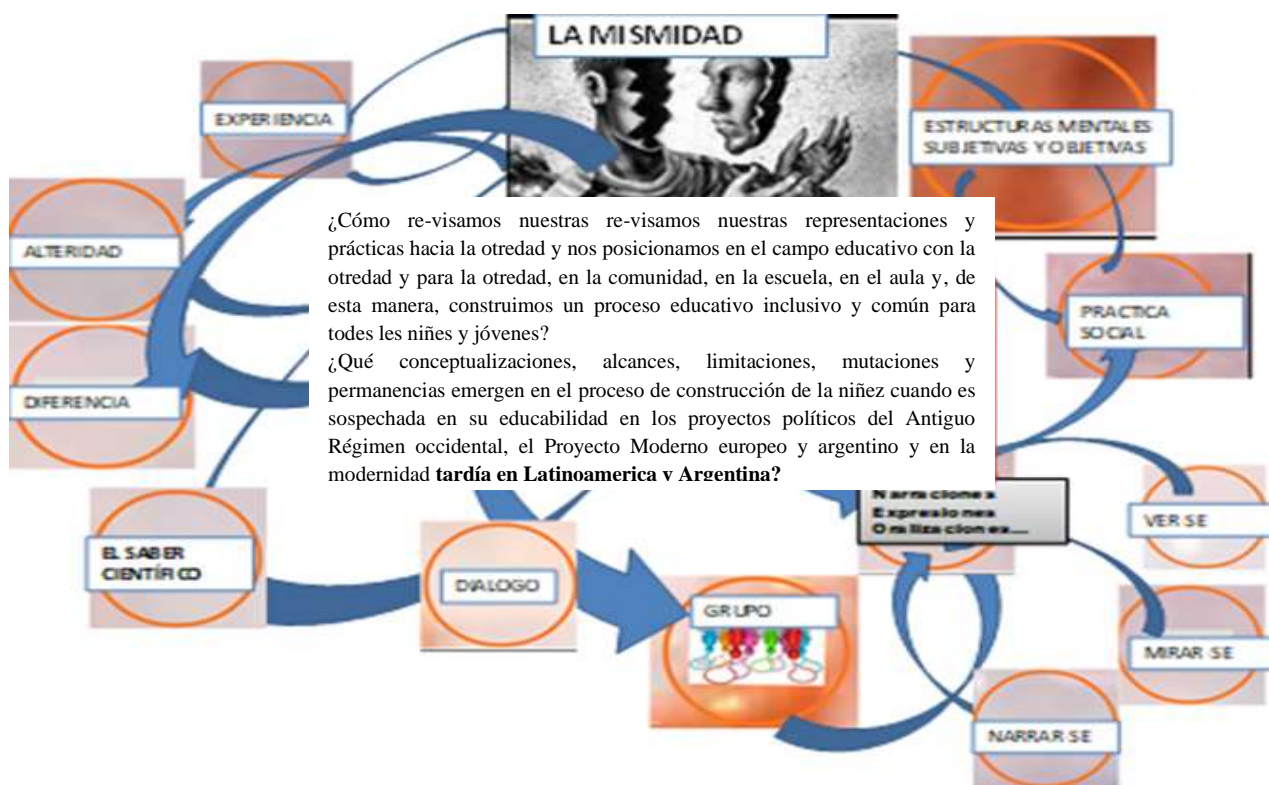 LA MISMIDAD
EXPERIENCIA
ESTRUCTURAS MENTALES
SUBJETIVAS Y OBJETIVAS
ALTERIDAD
¿Cómo re-visamos nuestras re-visamos nuestras representaciones y
prácticas hacia la otredad y nos posicionamos en el campo educativo con la
otredad y para la otredad, en la comunidad, en la escuela, en el aula y, de
esta manera, construimos un proceso educativo inclusivo y común para
todes les niñes y jóvenes?
¿Qué conceptualizaciones, alcances, limitaciones, mutaciones y
permanencias emergen en el proceso de construcción de la niñez cuando es
sospechada en su educabilidad en los proyectos políticos del Antiguo
Régimen occidental, el Proyecto Moderno europeo y argentino y en la
modernidad tardía en Latinoamerica y Argentina?
PRACTICA
SOCIAL
DIFERENCIA
Narraciones
Expresiones
Oralizaciones...
VER SE
EL SABER
CIENTÍFICO
DIALOGO
GRUPO
MIRAR SE
NARRAR SE